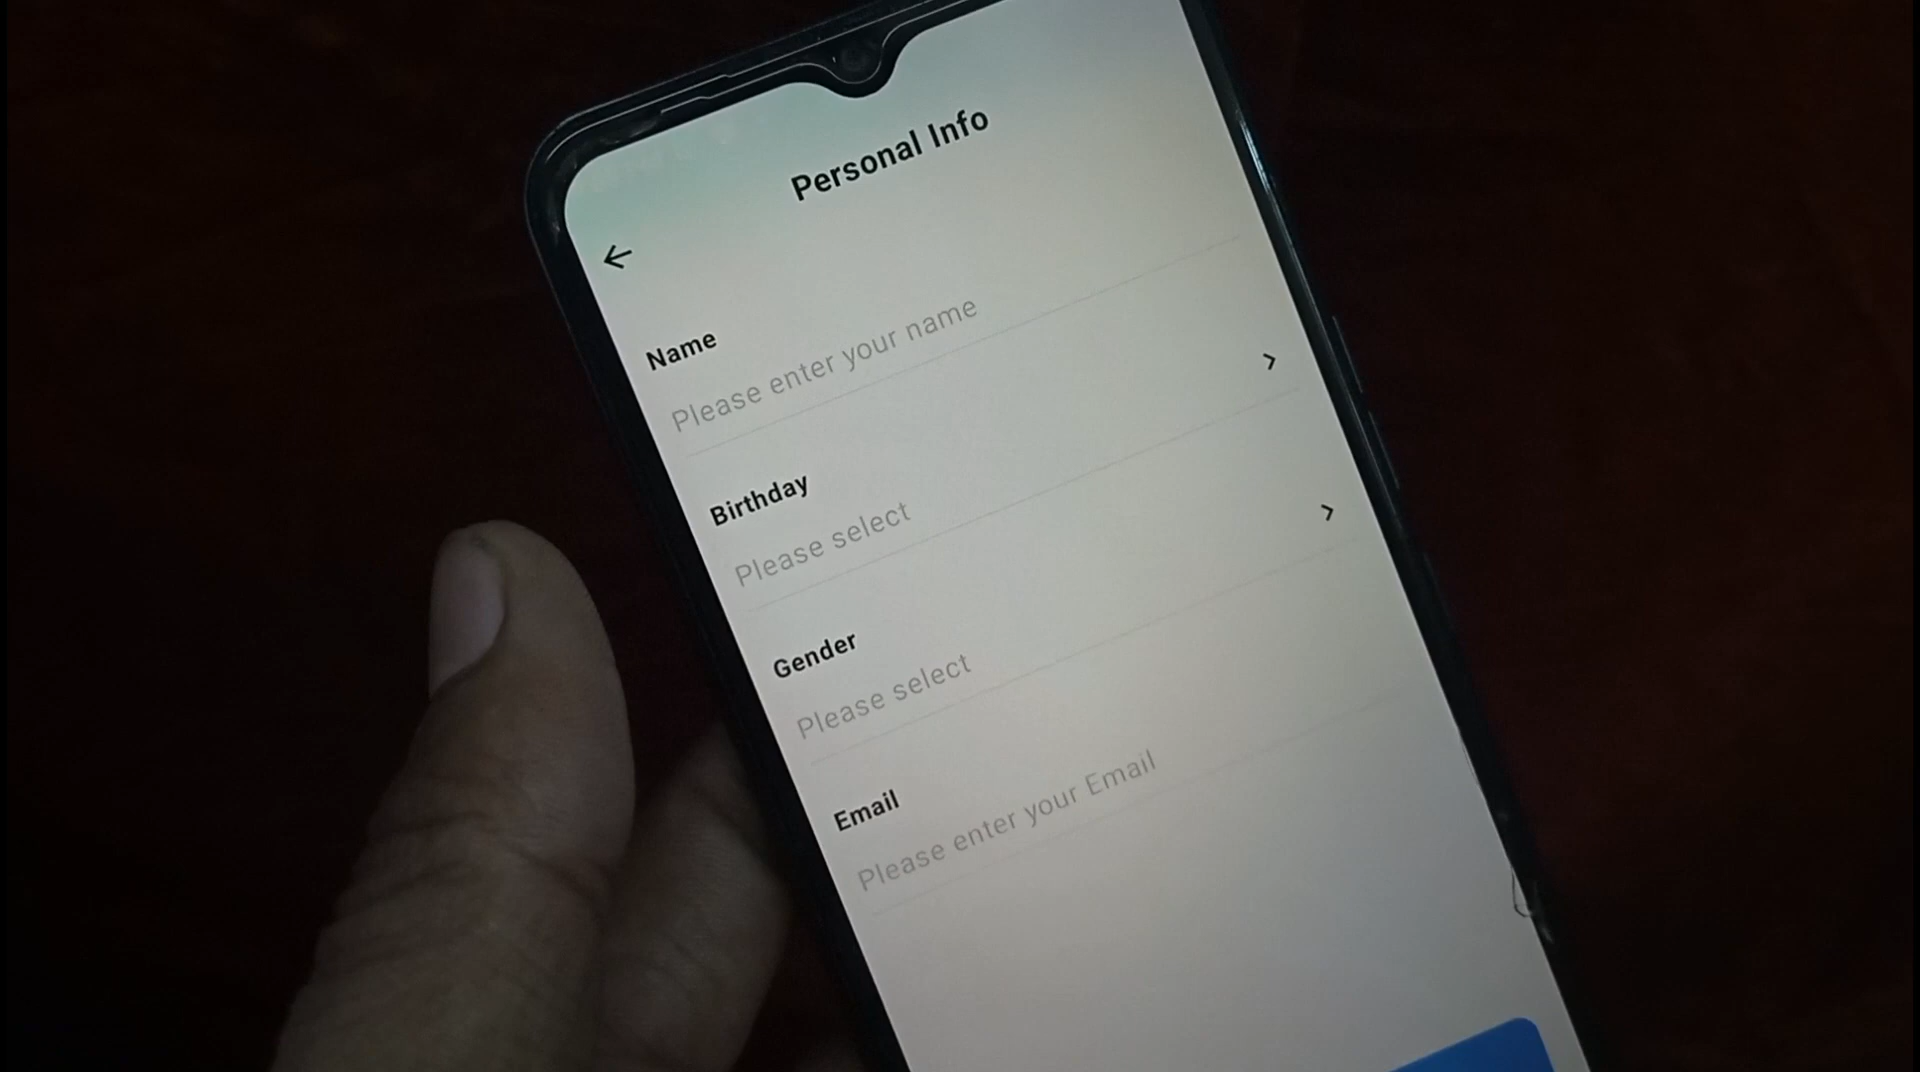 Personal Info
Name
Please enter your name
Birthday
Please select
Gender
Please select
Email
Please enter your Email